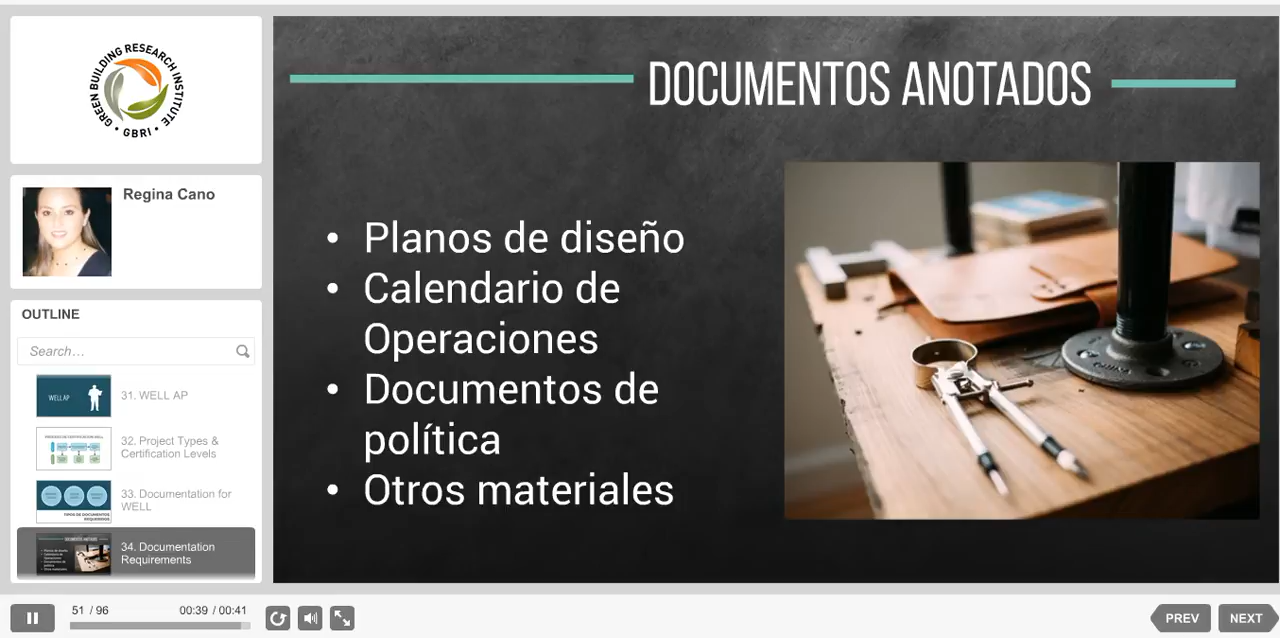 GREEN BUILDING RESEARCH INSTITUTE
• GBRI •
Regina Cano
OUTLINE
Search...
WELL AP
31. WELL AP
32. Project Types &
Certification Levels
33. Documentation for
WELL
34. Documentation
Requirements
DOCUMENTOS ANOTADOS
• Planos de diseño
• Calendario de
Operaciones
• Documentos de
política
• Otros materiales
51 / 96
00:39 / 00:41
PREV
NEXT